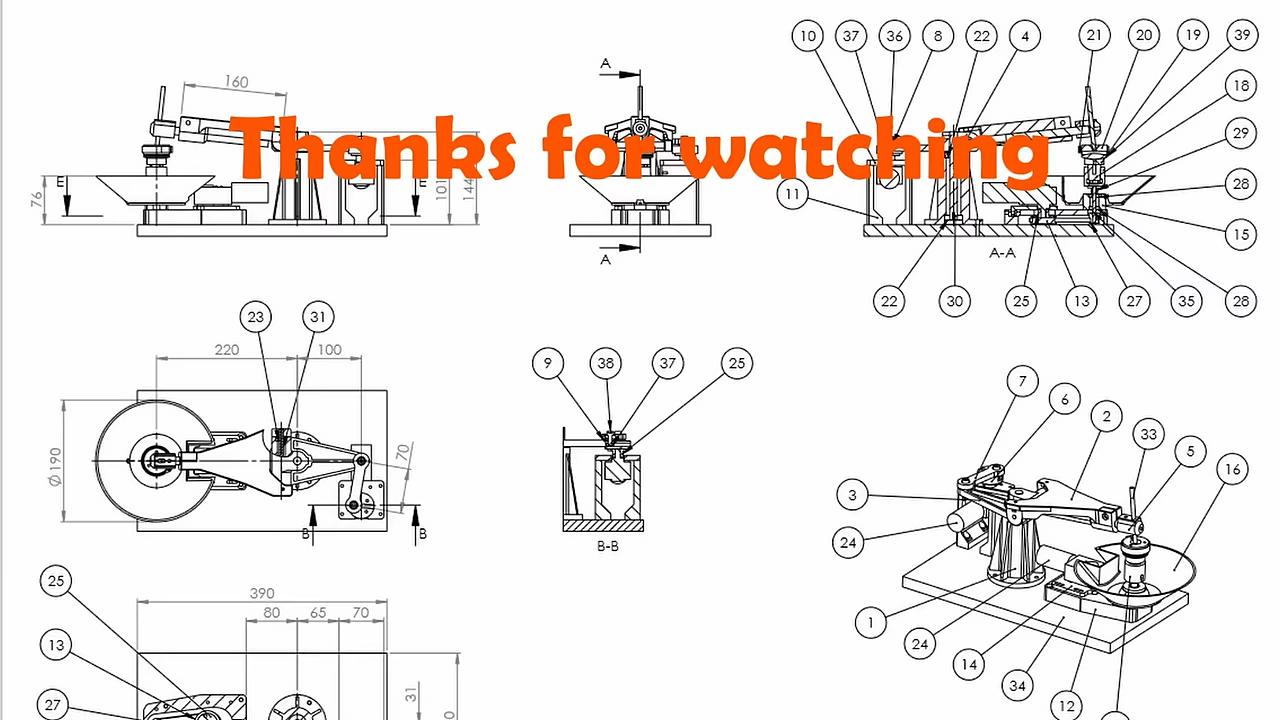 10 37 36 8 22 4 21 20 19 39
A
160
18
Thanks for watching
29
76 E E 101 144
11 28
15
A
A-A
22 30 25 13 27 35 28
23 31
220 100
9 38 37 25
7 6 2 33 5 16
Ø190 70
3
24
B B
B-B
25
390
80 65 70
1
24
13
14
34
31
27
12